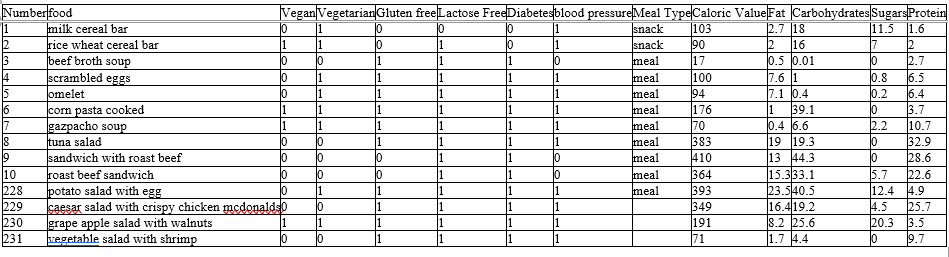 Number food Vegan Vegetarian Gluten free Lactose Free Diabetes blood pressure Meal Type Caloric Value Fat Carbohydrates Sugars Protein
1 milk cereal bar 0 1 0 0 0 1 snack 103 2.7 18 11.5 1.6
2 rice wheat cereal bar 1 1 0 1 0 1 snack 90 2 16 7 2
3 beef broth soup 0 0 1 1 1 0 meal 17 0.5 0.01 0 2.7
4 scrambled eggs 0 1 1 1 1 1 meal 100 7.6 1 0.8 6.5
5 omelet 0 1 1 1 1 1 meal 94 7.1 0.4 0.2 6.4
6 corn pasta cooked 1 1 1 1 1 1 meal 176 1 39.1 0 3.7
7 gazpacho soup 1 1 1 1 1 1 meal 70 0.4 6.6 2.2 10.7
8 tuna salad 0 0 1 1 1 1 meal 383 19 19.3 0 32.9
9 sandwich with roast beef 0 0 0 1 1 0 meal 410 13 44.3 0 28.6
10 roast beef sandwich 0 0 0 1 1 0 meal 364 15.3 33.1 5.7 22.6
228 potato salad with egg 0 1 1 1 1 1 meal 393 23.5 40.5 12.4 4.9
229 caesar salad with crispy chicken mcdonalds 0 0 1 1 1 1 349 16.4 19.2 4.5 25.7
230 grape apple salad with walnuts 1 1 1 1 1 1 191 8.2 25.6 20.3 3.5
231 vegetable salad with shrimp 0 0 1 1 1 1 71 1.7 4.4 0 9.7